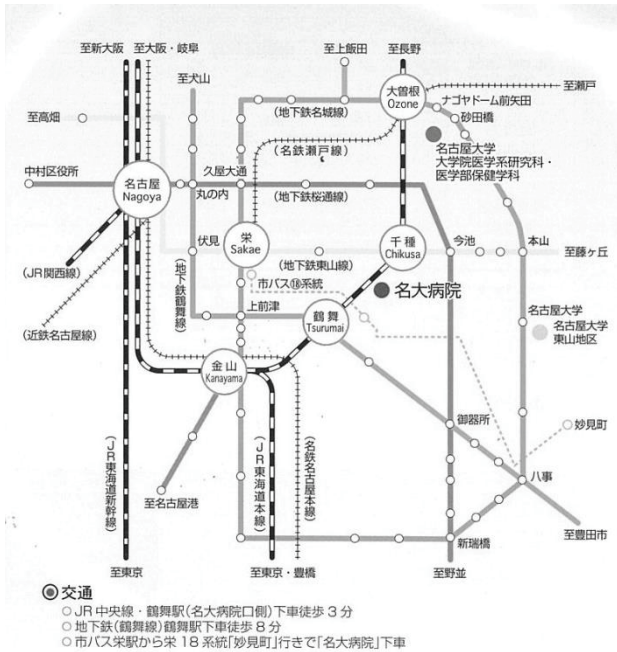 至新大阪
至大阪・岐阜
至犬山
至上飯田
至長野
至瀬戸
大曽根
Ozone
ナゴヤドーム前矢田
砂田橋
(地下鉄名城線)
至高畑
(名鉄瀬戸線)
名古屋大学
大学院医学系研究科・
医学部保健学科
中村区役所
名古屋
Nagoya
久屋大通
丸の内
(地下鉄桜通線)
伏見
栄
Sakae
千種
Chikusa
今池
本山
至藤ヶ丘
(地下鉄東山線)
(JR関西線)
(地下鉄鶴舞線)
市バス⑱系統
名大病院
上前津
鶴舞
Tsurumai
名古屋大学
名古屋大学
東山地区
(近鉄名古屋線)
金山
Kanayama
御器所
妙見町
(JR東海道新幹線)
(JR東海道本線)
(名鉄名古屋本線)
至名古屋港
八事
至豊田市
新瑞橋
至東京
至東京・豊橋
至野並
◉交通
○JR中央線・鶴舞駅(名大病院口側)下車徒歩3分
○地下鉄(鶴舞線)鶴舞駅下車徒歩8分
○市バス栄駅から栄18系統「妙見町」行きで「名大病院」下車